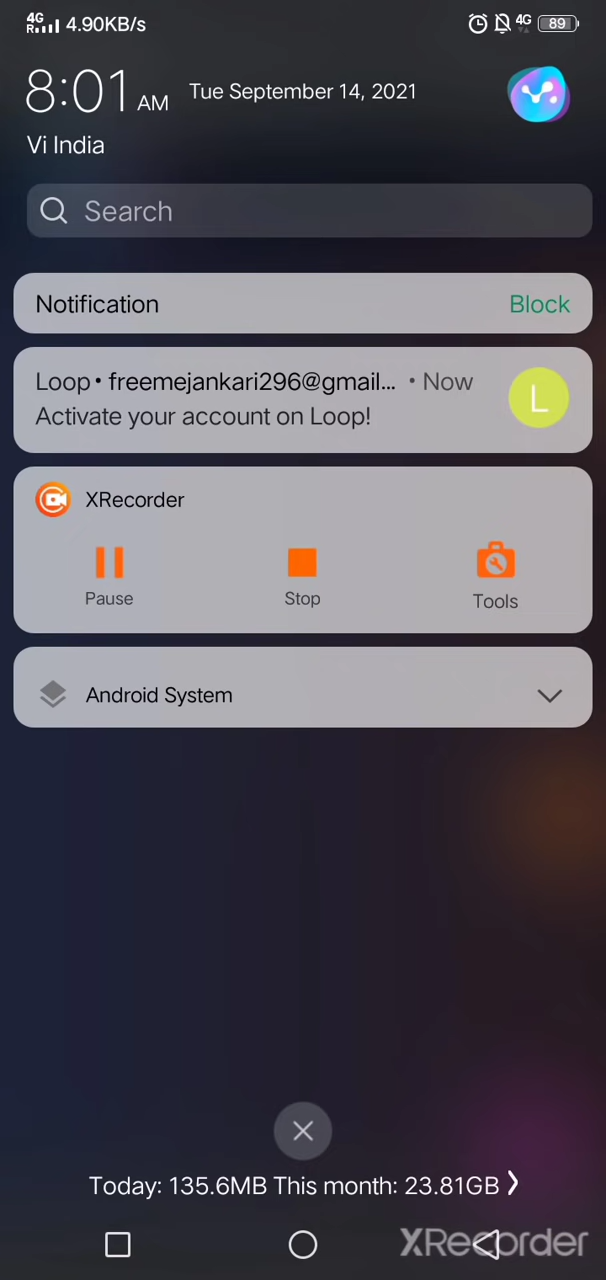 4G
R 4.90KB/s 4G 89
8:01 AM Tue September 14, 2021
Vi India
Search
Notification Block
Loop • freemejankari296@gmail... • Now
Activate your account on Loop!
L
XRecorder
Pause Stop Tools
Android System
Today: 135.6MB This month: 23.81GB
XRecorder